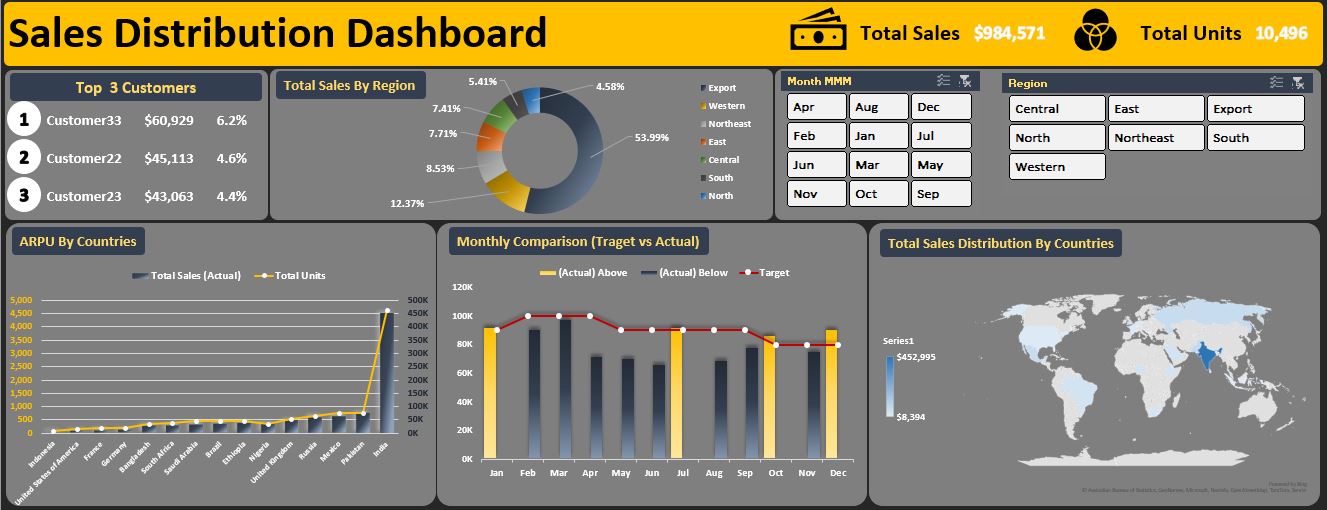 Sales Distribution Dashboard
Total Sales $984,571
Total Units 10,496
Top 3 Customers
1 Customer33 $60,929 6.2%
2 Customer22 $45,113 4.6%
3 Customer23 $43,063 4.4%
Total Sales By Region
5.41%
4.58%
7.41%
7.71%
53.99%
8.53%
12.37%
Export
Western
Northeast
East
Central
South
North
Month MMM
Apr Aug Dec
Feb Jan Jul
Jun Mar May
Nov Oct Sep
Region
Central East Export
North Northeast South
Western
ARPU By Countries
Total Sales (Actual) Total Units
5,000 500K
4,500 450K
4,000 400K
3,500 350K
3,000 300K
2,500 250K
2,000 200K
1,500 150K
1,000 100K
500 50K
0 0K
Indonesia
United States of America
France
Germany
Bangladesh
South Africa
Saudi Arabia
Brazil
Ethiopia
Nigeria
United Kingdom
Russia
Mexico
Pakistan
India
Monthly Comparison (Traget vs Actual)
(Actual) Above (Actual) Below Target
120K
100K
80K
60K
40K
20K
0K
Jan Feb Mar Apr May Jun Jul Aug Sep Oct Nov Dec
Total Sales Distribution By Countries
Series1
$452,995
$8,394
Powered by Bing
© Australian Bureau of Statistics, GeoNames, Microsoft, Navinfo, OpenStreetMap, TomTom